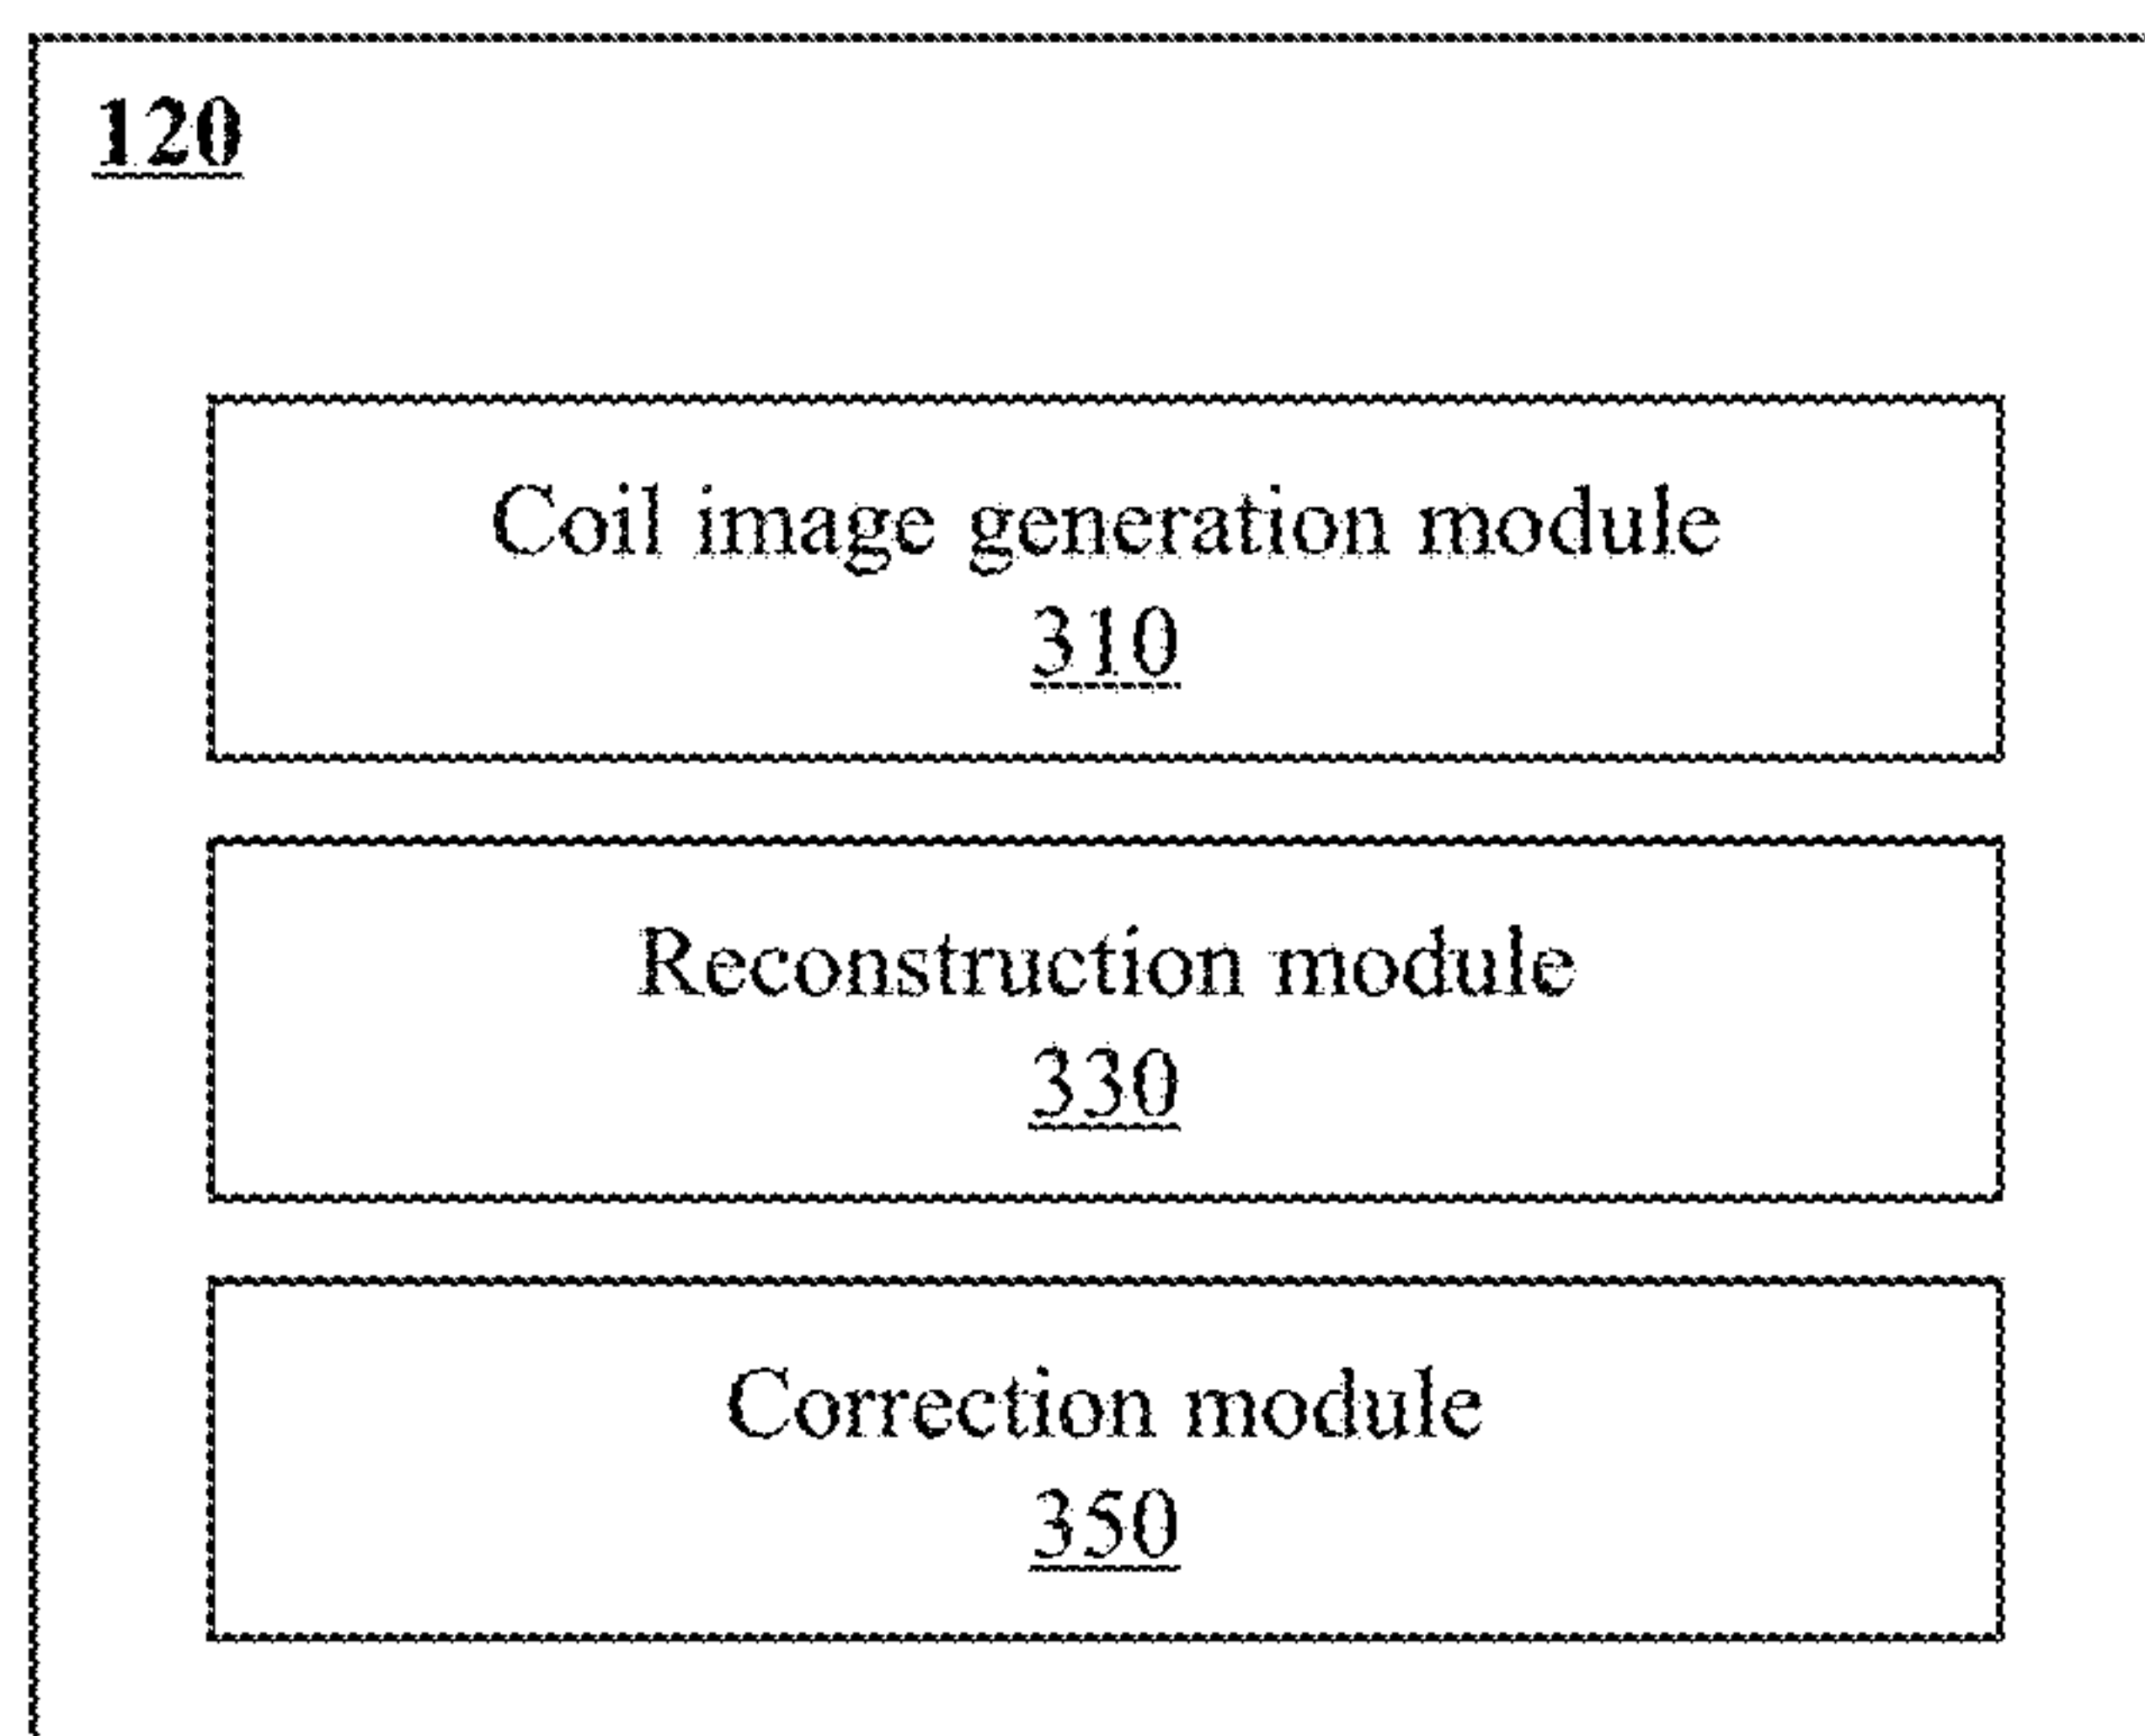 120
Coil image generation module
310
Reconstruction module
330
Correction module
350